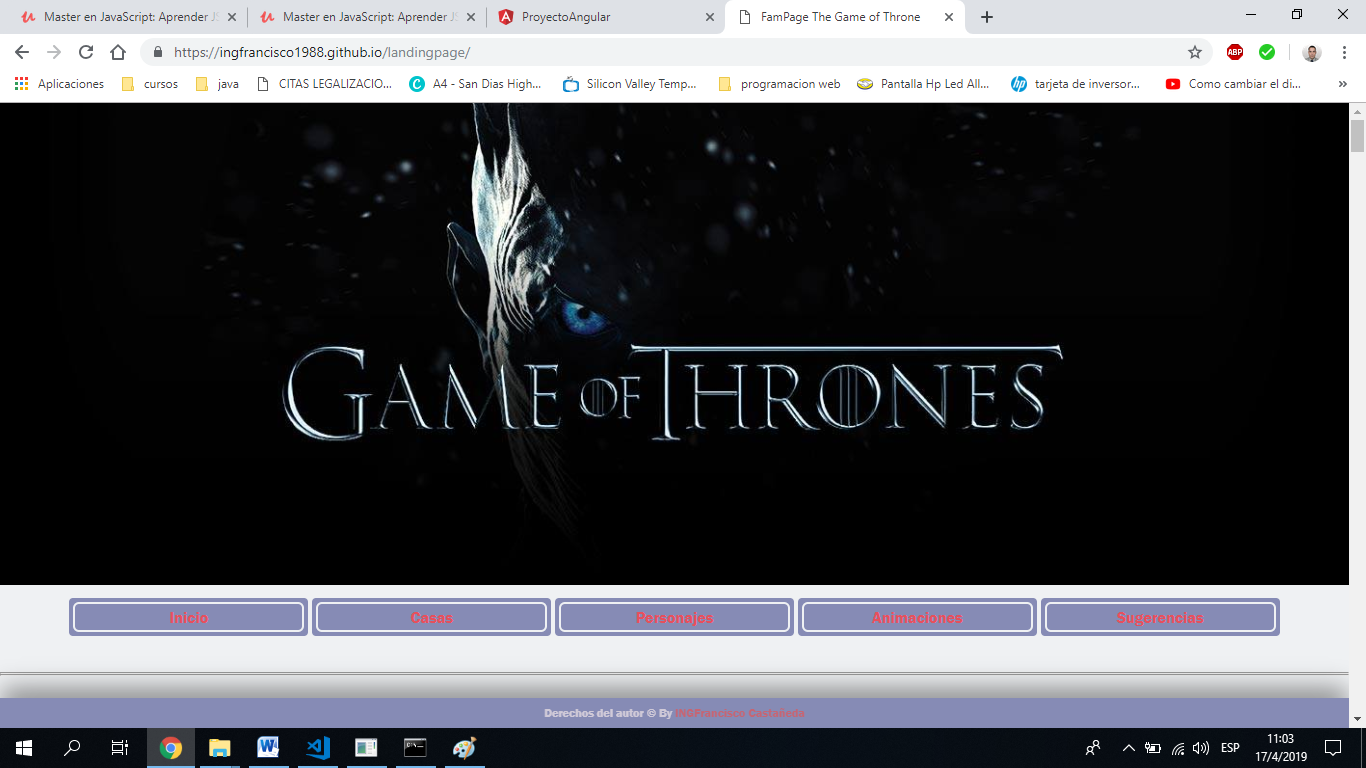 Master en JavaScript: Aprender JS
Master en JavaScript: Aprender JS
ProyectoAngular
FamPage The Game of Throne
https://ingfrancisco1988.github.io/landingpage/
ABP
Aplicaciones
cursos
java
CITAS LEGALIZACIO...
A4 - San Dias High...
Silicon Valley Temp...
programacion web
Pantalla Hp Led All...
tarjeta de inversor...
Como cambiar el di...
GAME OF THRONES
Inicio
Casas
Personajes
Animaciones
Sugerencias
Derechos del autor © By INGFrancisco Castañeda
ESP
11:03
17/4/2019